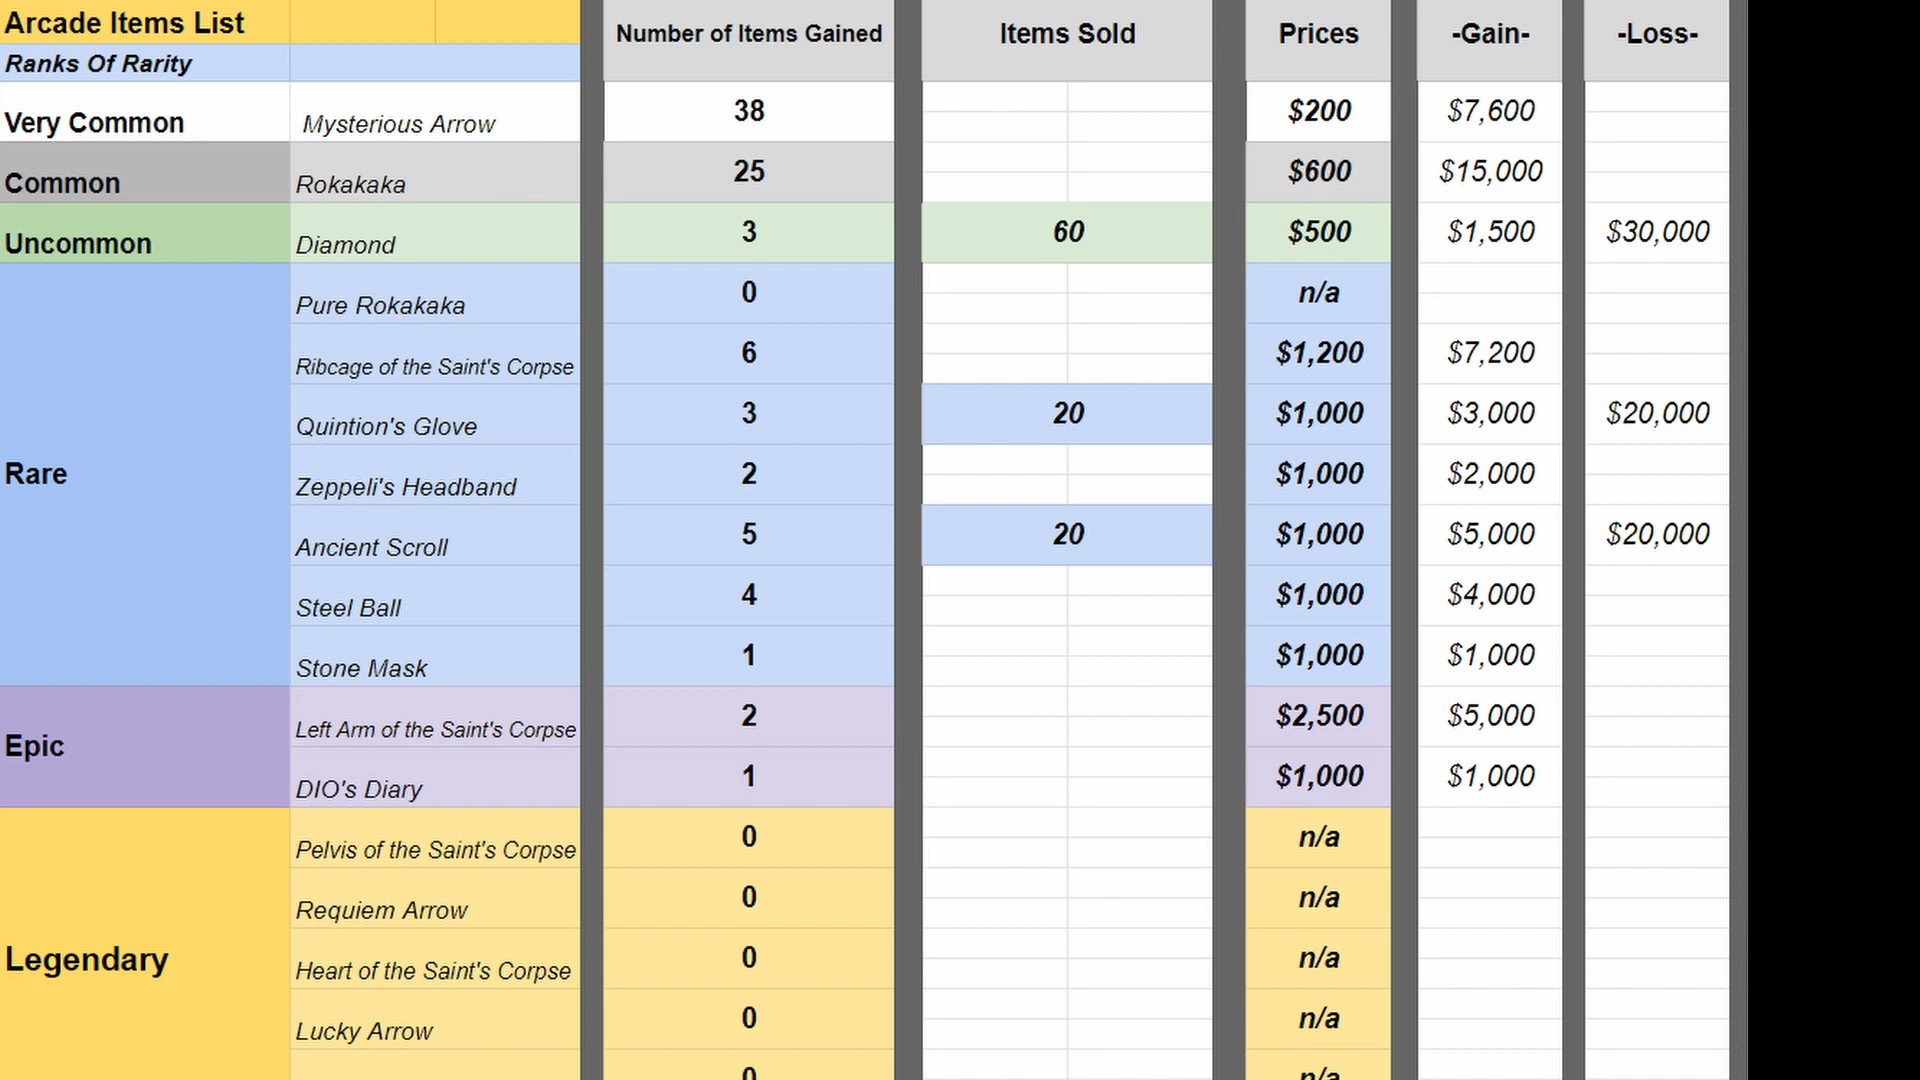 Arcade Items List
Number of Items Gained Items Sold Prices -Gain- -Loss-
Ranks Of Rarity
Very Common Mysterious Arrow 38 $200 $7,600
Common Rokakaka 25 $600 $15,000
Uncommon Diamond 3 60 $500 $1,500 $30,000
Pure Rokakaka 0 n/a
Ribcage of the Saint's Corpse 6 $1,200 $7,200
Quintion's Glove 3 20 $1,000 $3,000 $20,000
Rare Zeppeli's Headband 2 $1,000 $2,000
Ancient Scroll 5 20 $1,000 $5,000 $20,000
Steel Ball 4 $1,000 $4,000
Stone Mask 1 $1,000 $1,000
Epic Left Arm of the Saint's Corpse 2 $2,500 $5,000
DIO's Diary 1 $1,000 $1,000
Pelvis of the Saint's Corpse 0 n/a
Requiem Arrow 0 n/a
Legendary Heart of the Saint's Corpse 0 n/a
Lucky Arrow 0 n/a
0 n/a